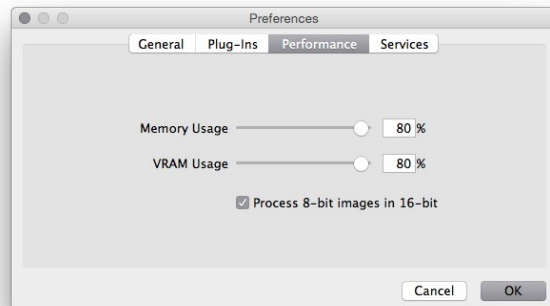 Preferences
General Plug-Ins Performance Services
Memory Usage 80 %
VRAM Usage 80 %
Process 8-bit images in 16-bit
Cancel OK